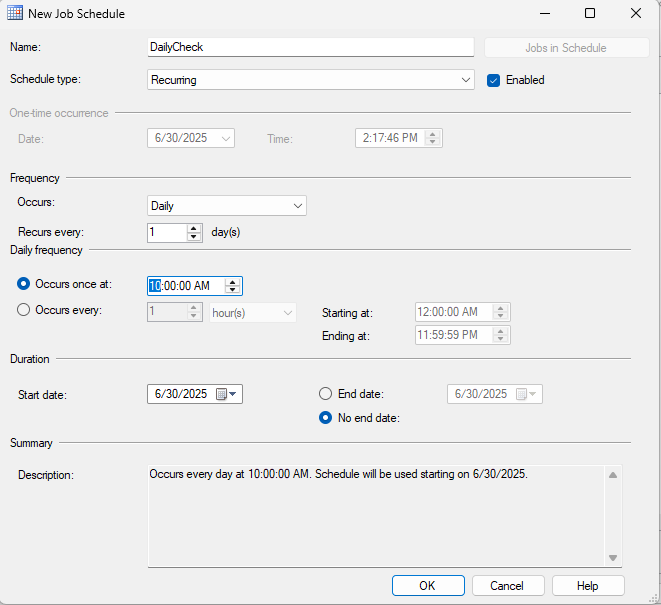 New Job Schedule
Name: DailyCheck Jobs in Schedule
Schedule type: Recurring Enabled
One-time occurrence
Date: 6/30/2025 Time: 2:17:46 PM
Frequency
Occurs: Daily
Recurs every: 1 day(s)
Daily frequency
Occurs once at: 10:00:00 AM
Occurs every: 1 hour(s) Starting at: 12:00:00 AM
Ending at: 11:59:59 PM
Duration
Start date: 6/30/2025 End date: 6/30/2025
No end date:
Summary
Description: Occurs every day at 10:00:00 AM. Schedule will be used starting on 6/30/2025.
OK Cancel Help